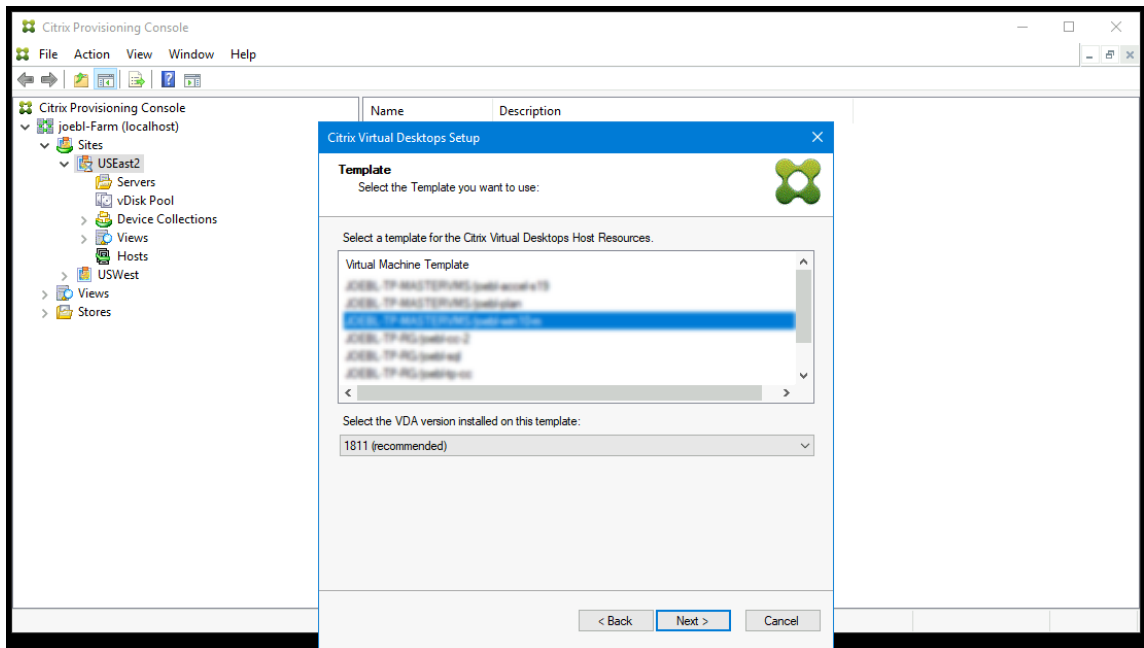 Citrix Provisioning Console
File Action View Window Help
Citrix Provisioning Console
joebl-Farm (localhost)
Sites
USEast2
Servers
vDisk Pool
Device Collections
Views
Hosts
USWest
Views
Stores
Name Description
Citrix Virtual Desktops Setup
Template
Select the Template you want to use:
Select a template for the Citrix Virtual Desktops Host Resources.
Virtual Machine Template
Select the VDA version installed on this template:
1811 (recommended)
< Back Next > Cancel